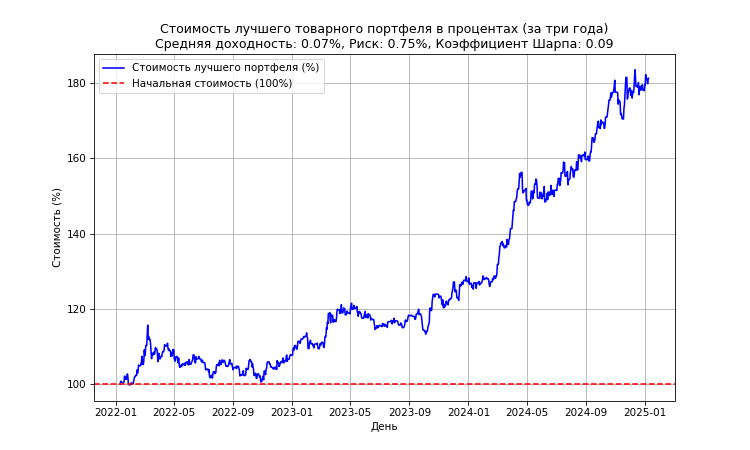 Стоимость лучшего товарного портфеля в процентах (за три года)
Средняя доходность: 0.07%, Риск: 0.75%, Коэффициент Шарпа: 0.09
Стоимость лучшего портфеля (%)
Начальная стоимость (100%)
Стоимость (%)
180
160
140
120
100
2022-01 2022-05 2022-09 2023-01 2023-05 2023-09 2024-01 2024-05 2024-09 2025-01
День